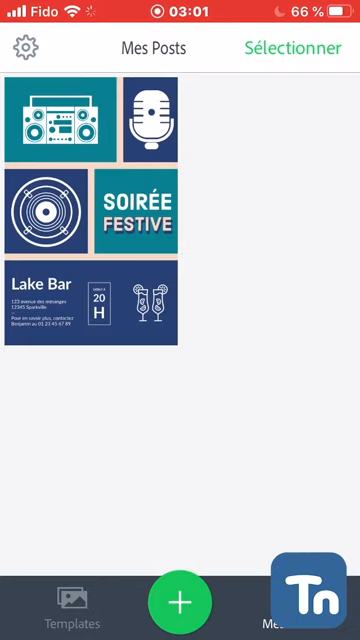 Fido 03:01 66 %
Mes Posts Sélectionner
SOIRÉE
FESTIVE
Lake Bar
123 avenue des mésanges
12345 Sparkville
Pour en savoir plus, contactez
Benjamin au 01 23 45 67 89
20
H
Templates
Tn